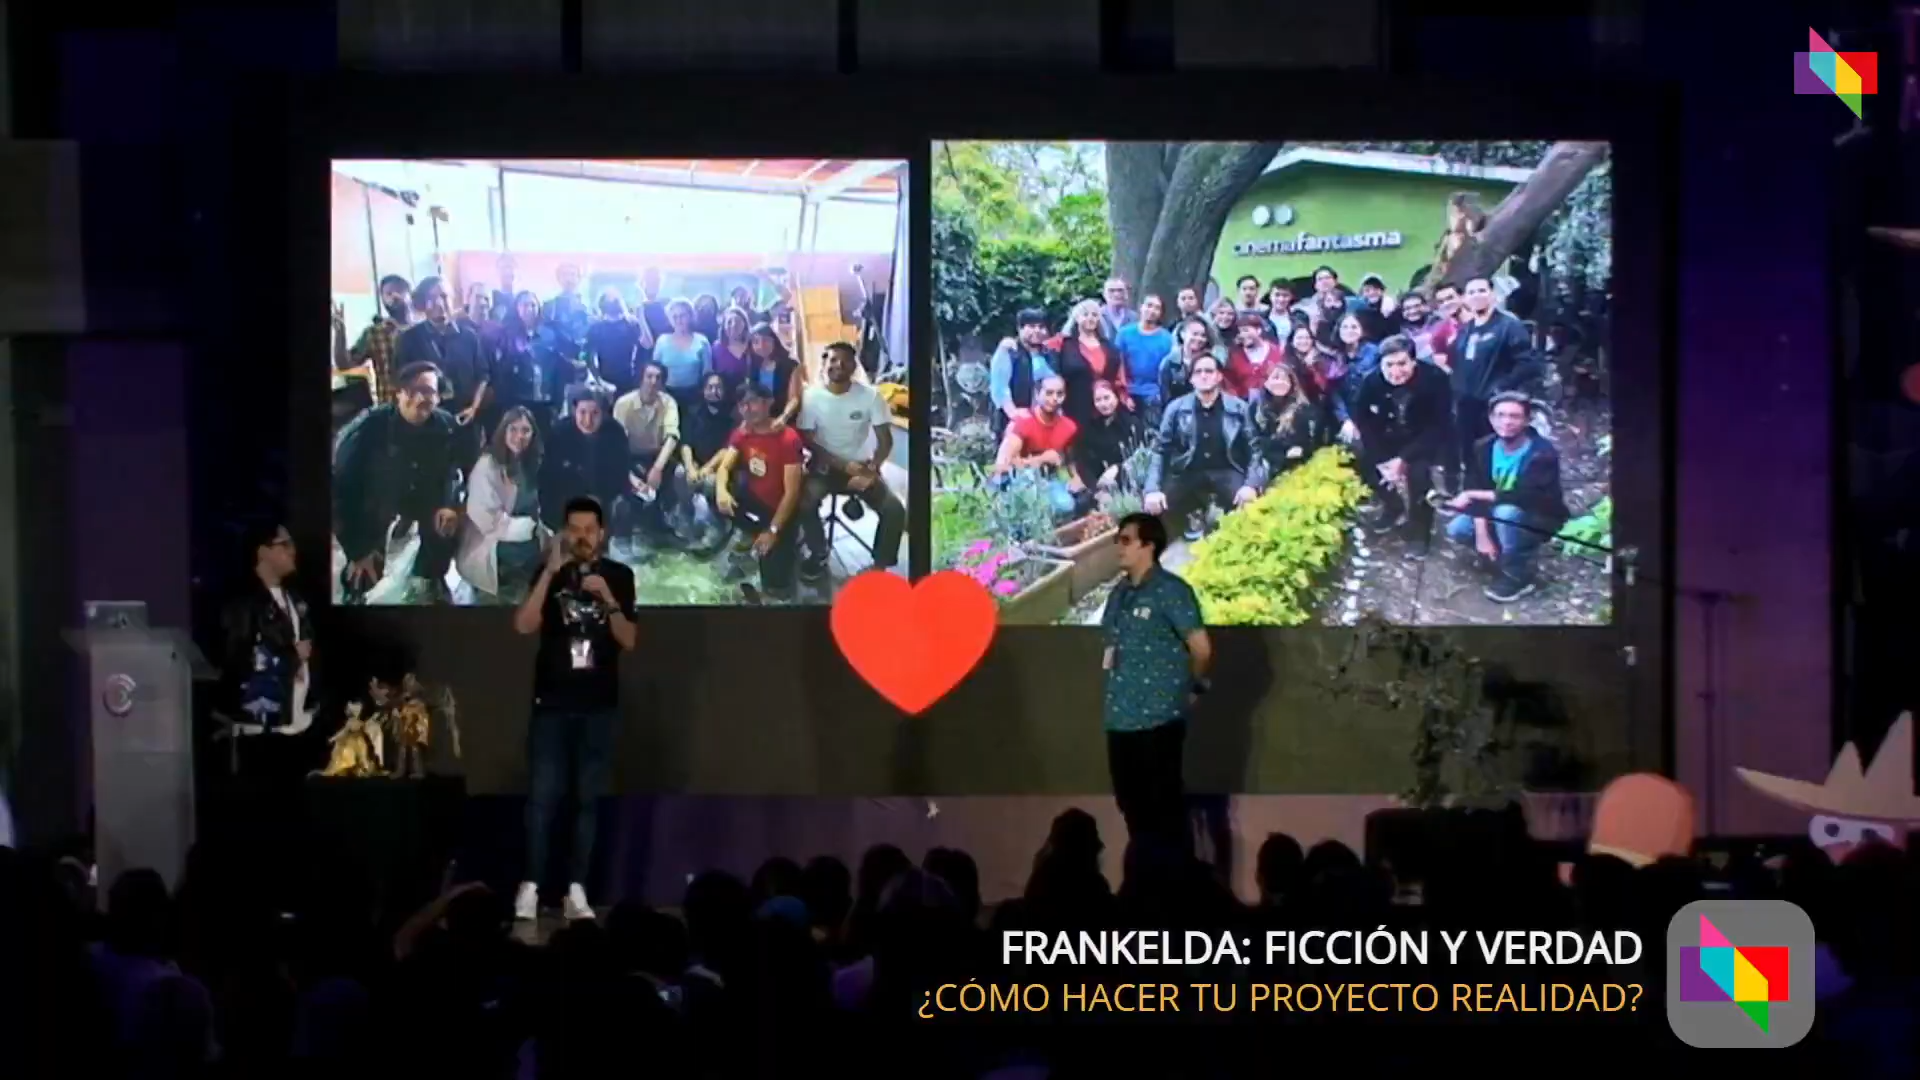 cinemafantasma
FRANKELDA: FICCIÓN Y VERDAD
¿CÓMO HACER TU PROYECTO REALIDAD?